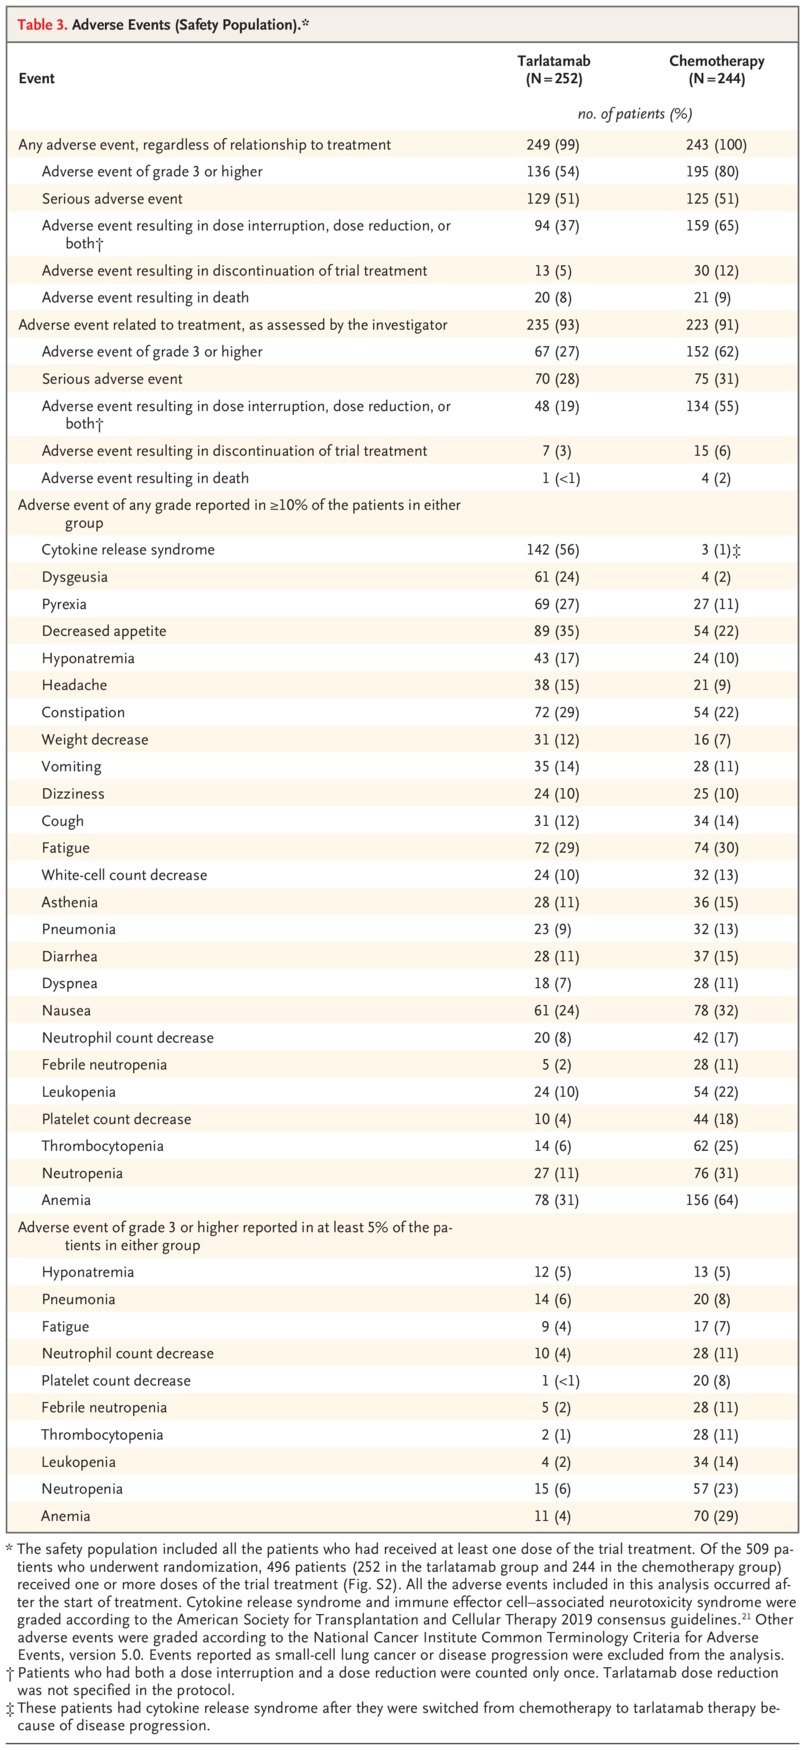 Table 3. Adverse Events (Safety Population).*
Event Tarlatamab (N=252) Chemotherapy (N=244)
no. of patients (%)
Any adverse event, regardless of relationship to treatment 249 (99) 243 (100)
Adverse event of grade 3 or higher 136 (54) 195 (80)
Serious adverse event 129 (51) 125 (51)
Adverse event resulting in dose interruption, dose reduction, or 94 (37) 159 (65)
both†
Adverse event resulting in discontinuation of trial treatment 13 (5) 30 (12)
Adverse event resulting in death 20 (8) 21 (9)
Adverse event related to treatment, as assessed by the investigator 235 (93) 223 (91)
Adverse event of grade 3 or higher 67 (27) 152 (62)
Serious adverse event 70 (28) 75 (31)
Adverse event resulting in dose interruption, dose reduction, or 48 (19) 134 (55)
both†
Adverse event resulting in discontinuation of trial treatment 7 (3) 15 (6)
Adverse event resulting in death 1 (<1) 4 (2)
Adverse event of any grade reported in ≥10% of the patients in either
group
Cytokine release syndrome 142 (56) 3 (1)‡
Dysgeusia 61 (24) 4 (2)
Pyrexia 69 (27) 27 (11)
Decreased appetite 89 (35) 54 (22)
Hyponatremia 43 (17) 24 (10)
Headache 38 (15) 21 (9)
Constipation 72 (29) 54 (22)
Weight decrease 31 (12) 16 (7)
Vomiting 35 (14) 28 (11)
Dizziness 24 (10) 25 (10)
Cough 31 (12) 34 (14)
Fatigue 72 (29) 74 (30)
White-cell count decrease 24 (10) 32 (13)
Asthenia 28 (11) 36 (15)
Pneumonia 23 (9) 32 (13)
Diarrhea 28 (11) 37 (15)
Dyspnea 18 (7) 28 (11)
Nausea 61 (24) 78 (32)
Neutrophil count decrease 20 (8) 42 (17)
Febrile neutropenia 5 (2) 28 (11)
Leukopenia 24 (10) 54 (22)
Platelet count decrease 10 (4) 44 (18)
Thrombocytopenia 14 (6) 62 (25)
Neutropenia 27 (11) 76 (31)
Anemia 78 (31) 156 (64)
Adverse event of grade 3 or higher reported in at least 5% of the pa-
tients in either group
Hyponatremia 12 (5) 13 (5)
Pneumonia 14 (6) 20 (8)
Fatigue 9 (4) 17 (7)
Neutrophil count decrease 10 (4) 28 (11)
Platelet count decrease 1 (<1) 20 (8)
Febrile neutropenia 5 (2) 28 (11)
Thrombocytopenia 2 (1) 28 (11)
Leukopenia 4 (2) 34 (14)
Neutropenia 15 (6) 57 (23)
Anemia 11 (4) 70 (29)
* The safety population included all the patients who had received at least one dose of the trial treatment. Of the 509 pa-
tients who underwent randomization, 496 patients (252 in the tarlatamab group and 244 in the chemotherapy group)
received one or more doses of the trial treatment (Fig. S2). All the adverse events included in this analysis occurred af-
ter the start of treatment. Cytokine release syndrome and immune effector cell–associated neurotoxicity syndrome were
graded according to the American Society for Transplantation and Cellular Therapy 2019 consensus guidelines.21 Other
adverse events were graded according to the National Cancer Institute Common Terminology Criteria for Adverse
Events, version 5.0. Events reported as small-cell lung cancer or disease progression were excluded from the analysis.
† Patients who had both a dose interruption and a dose reduction were counted only once. Tarlatamab dose reduction
was not specified in the protocol.
‡ These patients had cytokine release syndrome after they were switched from chemotherapy to tarlatamab therapy be-
cause of disease progression.